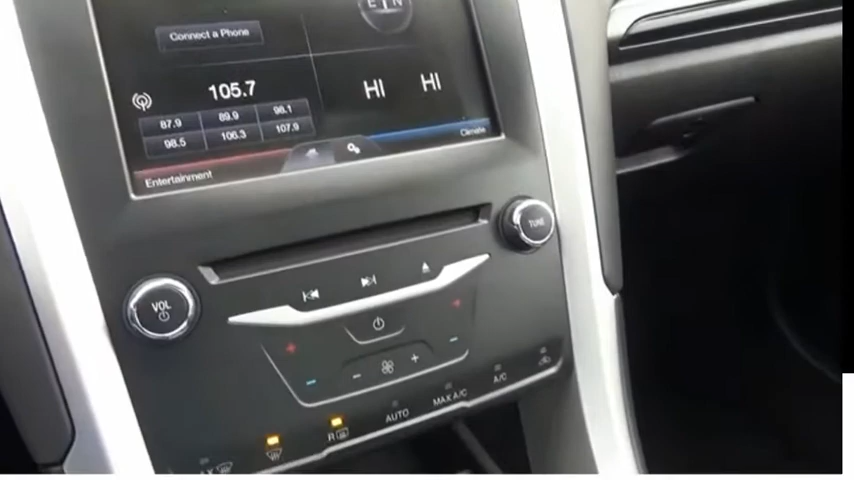 E N
Connect a Phone
105.7
HI HI
87.9 89.9 96.1
98.5 106.3 107.9
Climate
Entertainment
TUNE
VOL
+ +
- - + -
A/C
MAX A/C
AUTO
R